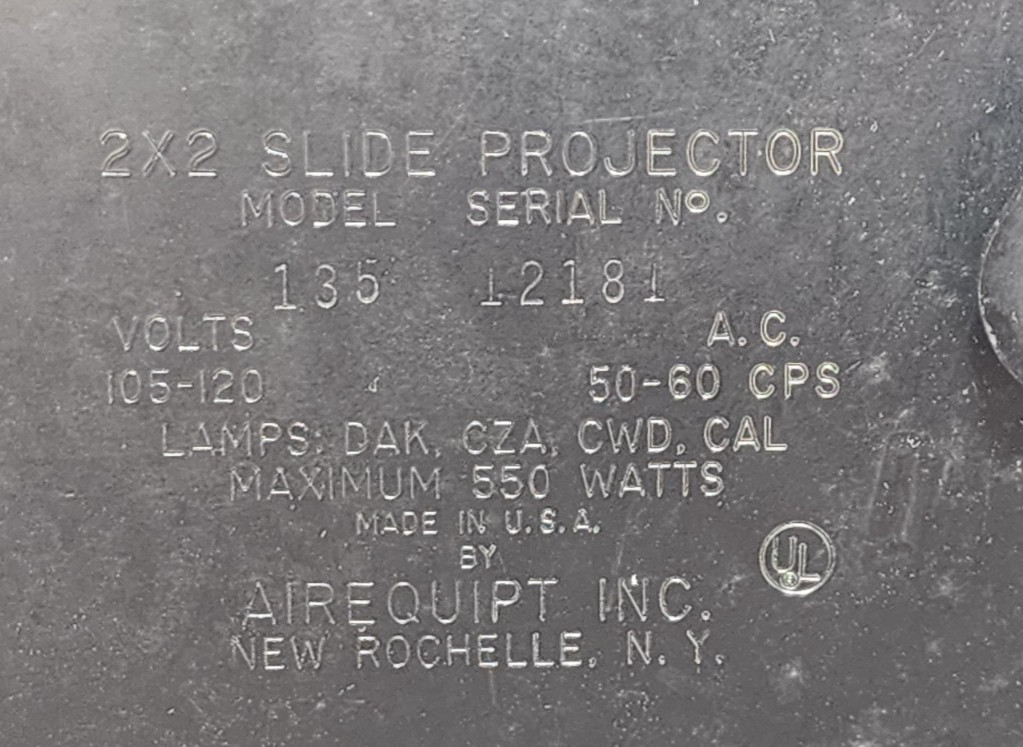 2X2 SLIDE PROJECTOR
MODEL SERIAL Nº.
135 12181
VOLTS A.C.
105-120 50-60 CPS
LAMPS: DAK, CZA, CWD, CAL
MAXIMUM 550 WATTS
MADE IN U.S.A.
BY
UL
AIREQUIPT INC.
NEW ROCHELLE, N.Y.